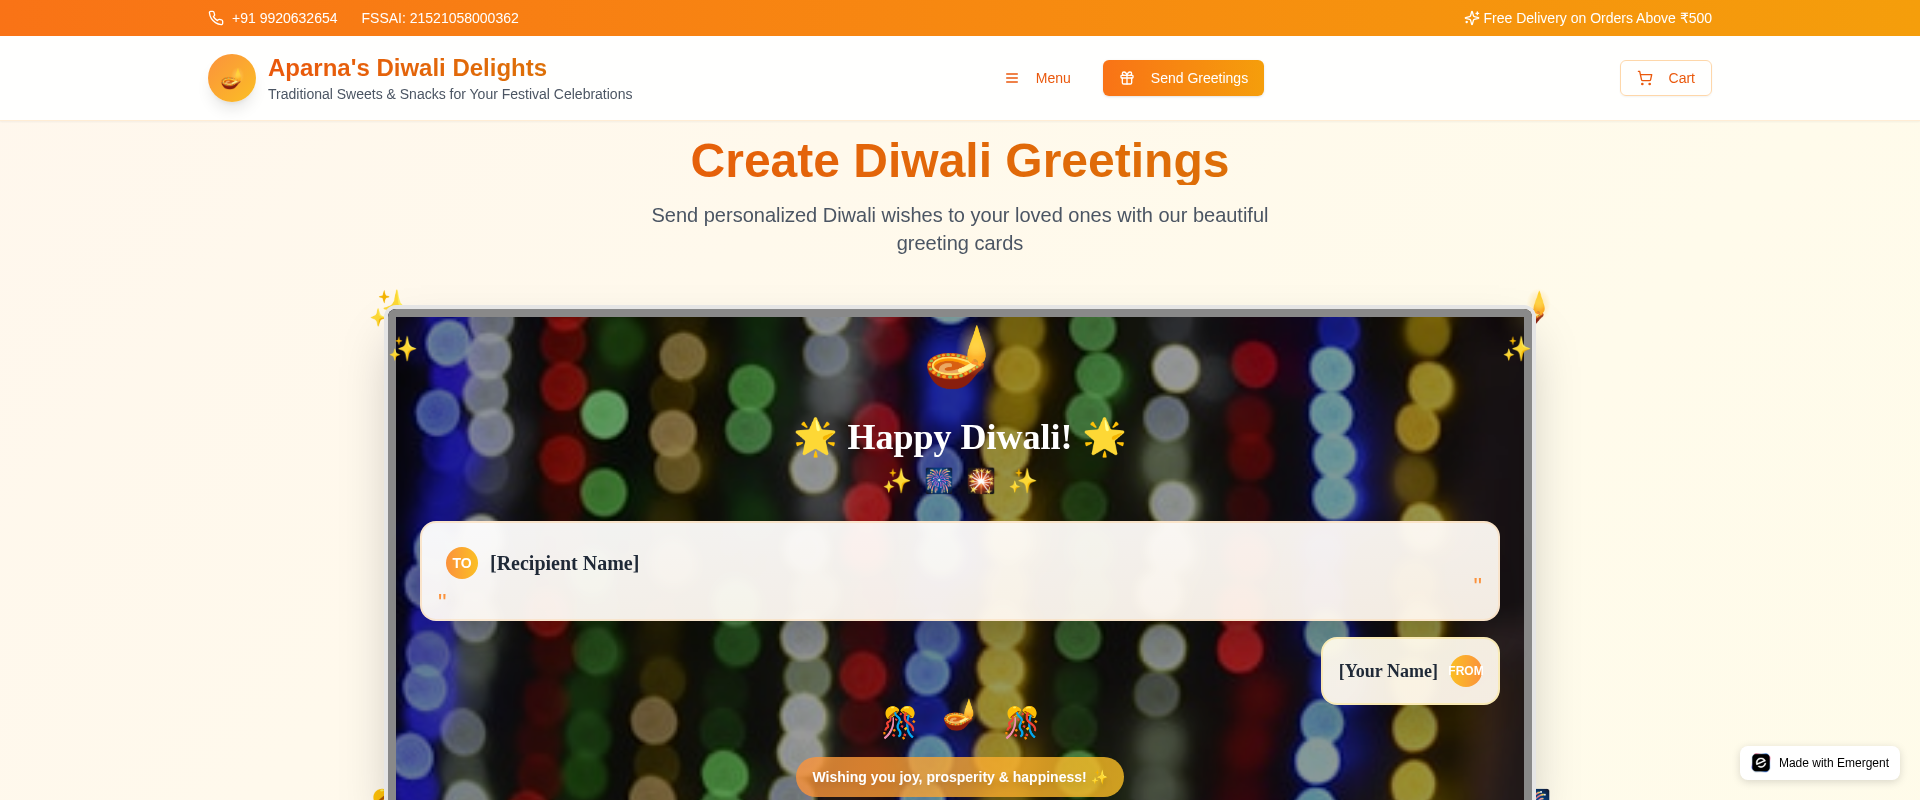 +91 9920632654 FSSAI: 21521058000362 Free Delivery on Orders Above ₹500
Aparna's Diwali Delights
Traditional Sweets & Snacks for Your Festival Celebrations
Menu
Send Greetings
Cart
Create Diwali Greetings
Send personalized Diwali wishes to your loved ones with our beautiful
greeting cards
🌟 Happy Diwali! 🌟
TO [Recipient Name]
"
"
[Your Name] FROM
Wishing you joy, prosperity & happiness! ✨
Made with Emergent